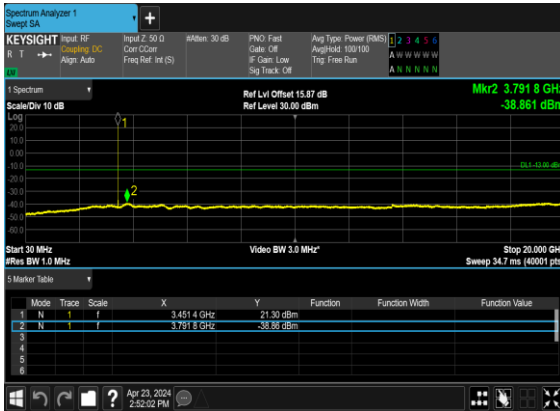 Spectrum Analyzer 1
Swept SA
+
KEYSIGHT Input: RF Input Z: 50 Ω #Atten: 30 dB PNO: Fast Avg Type: Power (RMS) 1 2 3 4 5 6
R T Coupling: DC Corr CCorr Gate: Off Avg|Hold: 100/100 A W W W W W
Align: Auto Freq Ref: Int (S) IF Gain: Low Trig: Free Run
Sig Track: Off A N N N N N
1 Spectrum
Ref Lvl Offset 15.87 dB Mkr2 3.791 8 GHz
Scale/Div 10 dB Ref Level 30.00 dBm -38.861 dBm
Log
1
20.0
10.0
0.00
-10.0
DL1 -13.00 dBm
-20.0
-30.0
2
-40.0
-50.0
-60.0
Start 30 MHz Video BW 3.0 MHz* Stop 20.000 GHz
#Res BW 1.0 MHz Sweep 34.7 ms (40001 pts)
5 Marker Table
Mode Trace Scale X Y Function Function Width Function Value
1 N 1 f 3.451 4 GHz 21.30 dBm
2 N 1 f 3.791 8 GHz -38.86 dBm
3
4
5
6
? Apr 23, 2024
2:52:02 PM